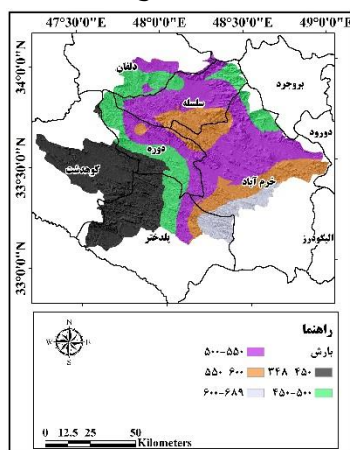 47°30'0"E 48°0'0"E 48°30'0"E 49°0'0"E
34°0'0"N
33°30'0"N
33°0'0"N
دلفان
بروجرد
سلسله
دورود
دوره
کوهدشت
خرم آباد
الیگودرز
پلدختر
راهنما
بارش
۵۰۰-۵۵۰
۳۴۸ ۴۵۰
۵۵۰ ۶۰۰
۴۵۰-۵۰۰
۶۰۰-۶۸۹
0 12.5 25 50
Kilometers